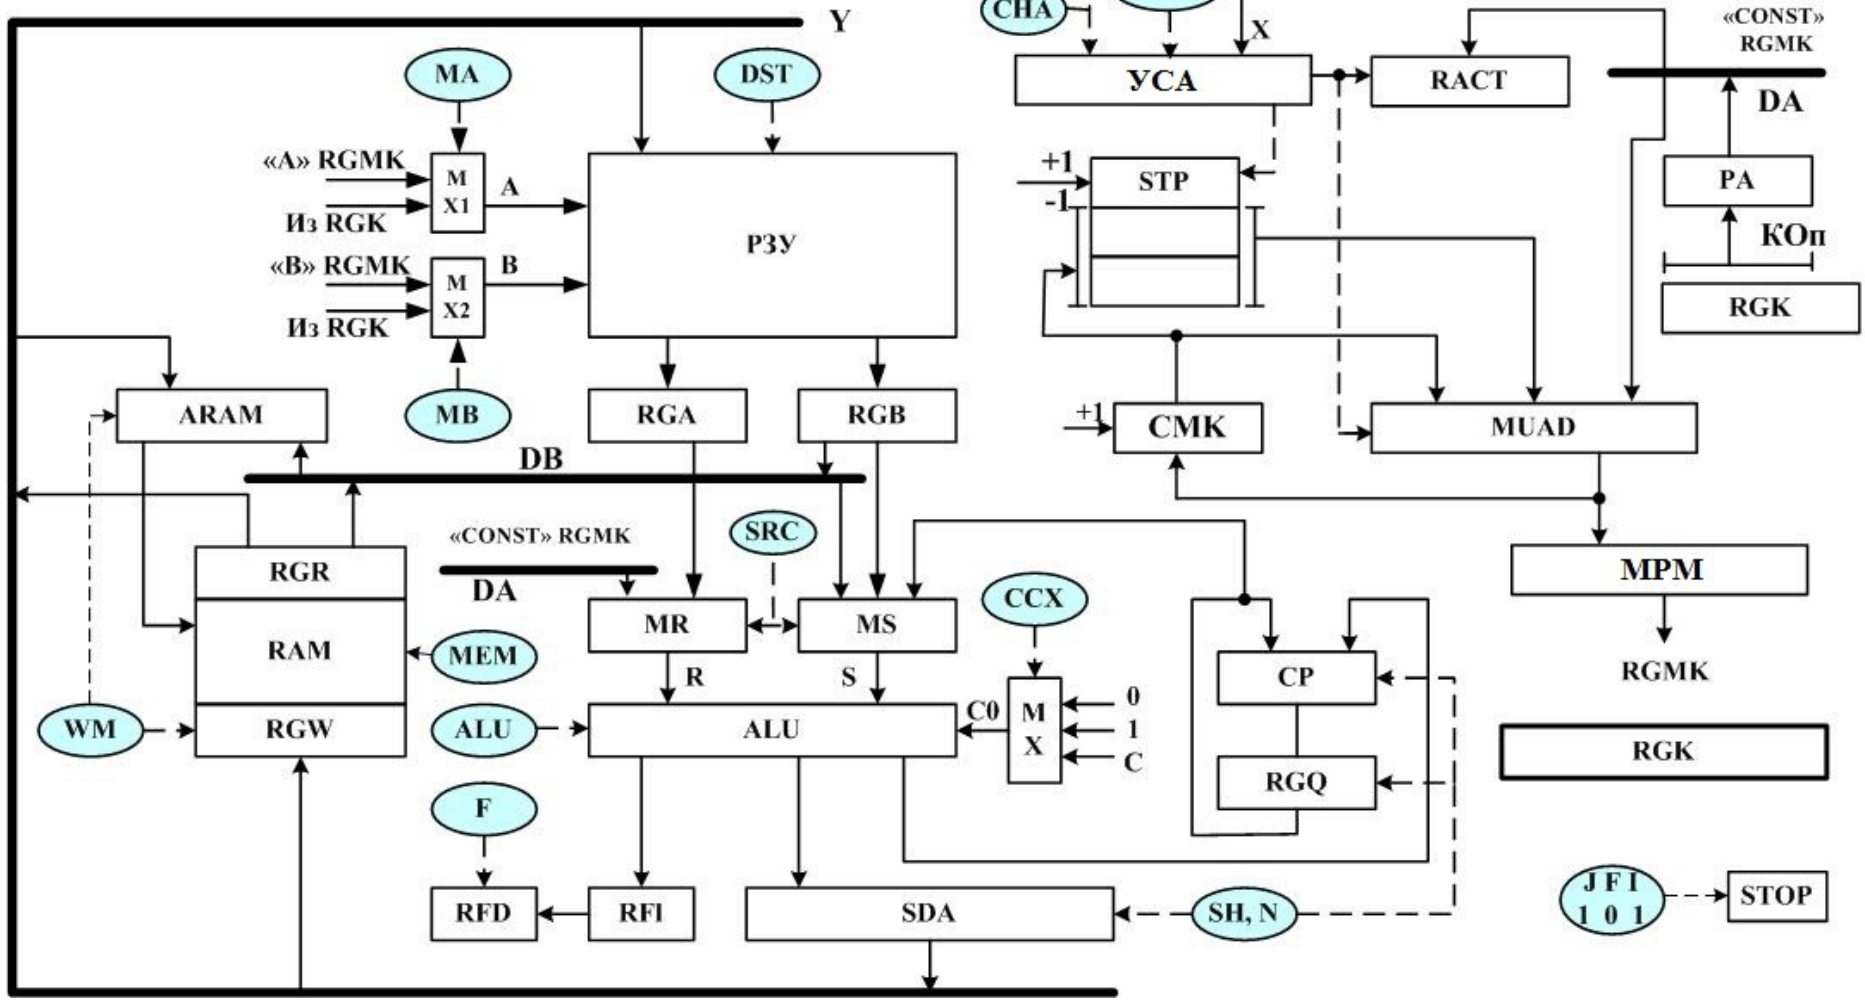 Y
CHA
X
«CONST»
RGMK
MA
DST
УСА
RACT
DA
«A» RGMK
Из RGK
M
X1
A
«B» RGMK
Из RGK
M
X2
B
РЗУ
+1
-1
STP
РА
КОп
RGK
ARAM
MB
RGA
RGB
+1
СМК
MUAD
DB
«CONST» RGMK
DA
SRC
CCX
МРМ
RGR
RAM
RGW
MEM
MR
MS
R
S
CP
RGMK
WM
ALU
ALU
C0
M
X
0
1
C
RGQ
RGK
F
RFD
RFI
SDA
SH, N
J F I
1 0 1
STOP